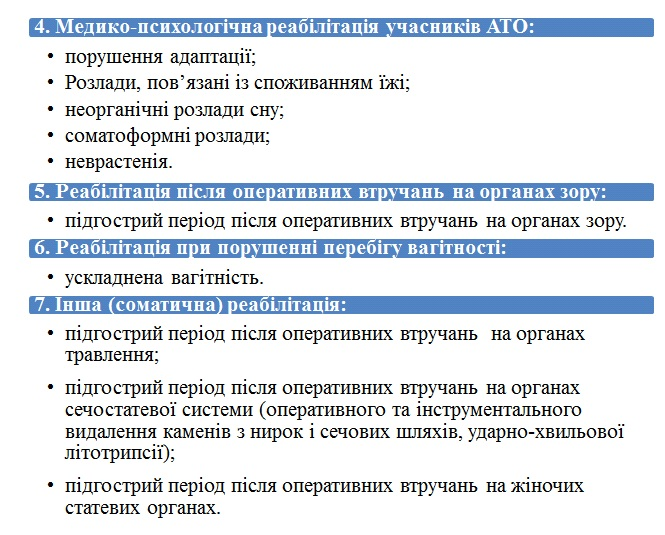 4. Медико-психологічна реабілітація учасників АТО:
• порушення адаптації;
• Розлади, пов’язані із споживанням їжі;
• неорганічні розлади сну;
• соматоформні розлади;
• неврастенія.
5. Реабілітація після оперативних втручань на органах зору:
• підгострий період після оперативних втручань на органах зору.
6. Реабілітація при порушенні перебігу вагітності:
• ускладнена вагітність.
7. Інша (соматична) реабілітація:
• підгострий період після оперативних втручань на органах
травлення;
• підгострий період після оперативних втручань на органах
сечостатевої системи (оперативного та інструментального
видалення каменів з нирок і сечових шляхів, ударно-хвильової
літотрипсії);
• підгострий період після оперативних втручань на жіночих
статевих органах.